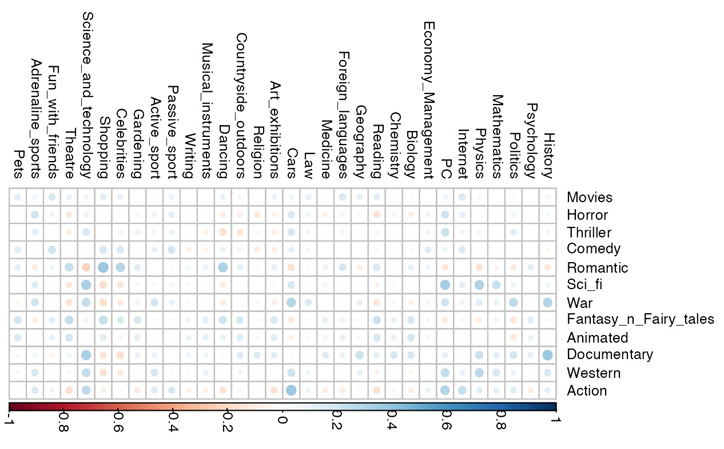 Pets
Adrenaline_sports
Fun_with_friends
Theatre
Science_and_technology
Shopping
Celebrities
Gardening
Active_sport
Passive_sport
Writing
Musical_instruments
Dancing
Countryside_outdoors
Religion
Art_exhibitions
Cars
Law
Medicine
Foreign_languages
Geography
Reading
Chemistry
Biology
Economy_Management
PC
Internet
Physics
Mathematics
Politics
Psychology
History
Movies
Horror
Thriller
Comedy
Romantic
Sci_fi
War
Fantasy_n_Fairy_tales
Animated
Documentary
Western
Action
-1
-0.8
-0.6
-0.4
-0.2
0
0.2
0.4
0.6
0.8
1